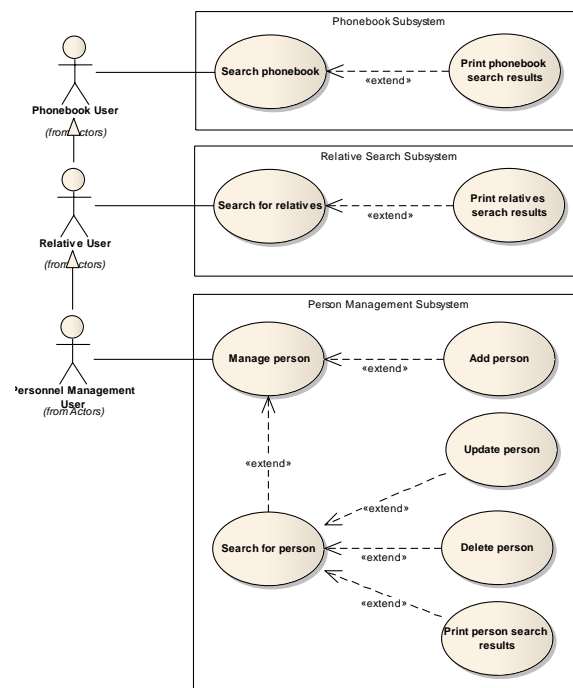 Phonebook Subsystem
Search phonebook
«extend»
Print phonebook
search results
Phonebook User
(from Actors)
Relative Search Subsystem
Search for relatives
«extend»
Print relatives
serach results
Relative User
(from Actors)
Person Management Subsystem
Manage person
«extend»
Add person
Personnel Management
User
(from Actors)
«extend»
Update person
«extend»
Search for person
«extend»
Delete person
«extend»
Print person search
results